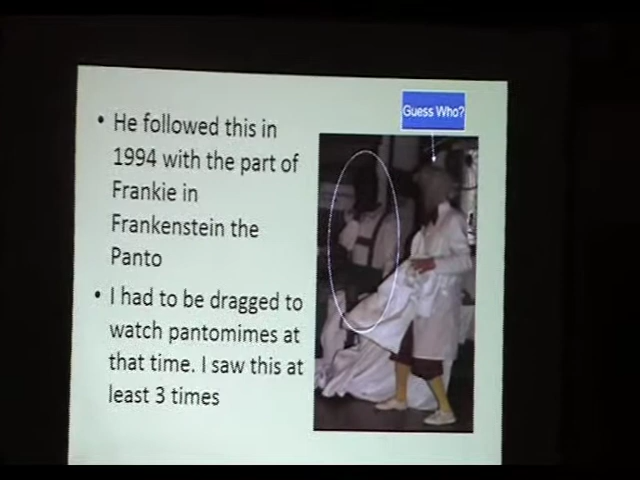 Guess Who?
• He followed this in
1994 with the part of
Frankie in
Frankenstein the
Panto
• I had to be dragged to
watch pantomimes at
that time. I saw this at
least 3 times